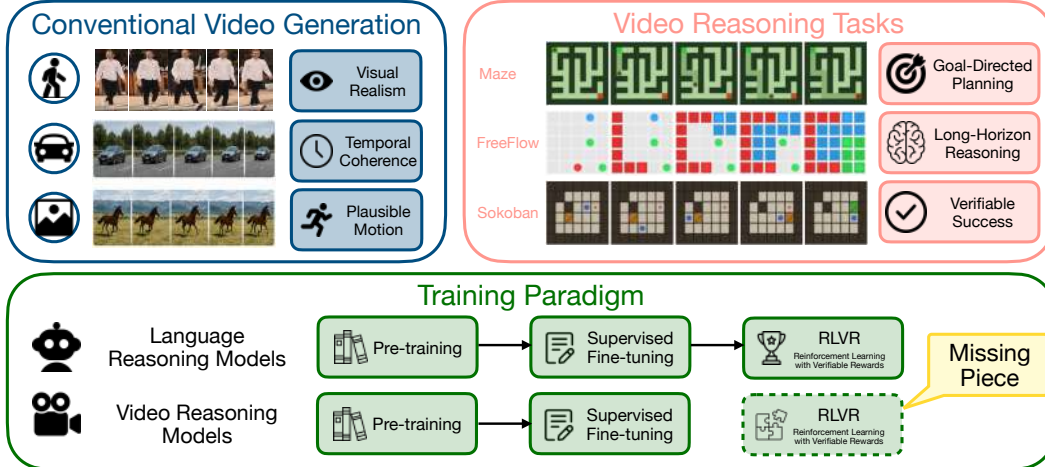 Conventional Video Generation
Visual
Realism
Temporal
Coherence
Plausible
Motion
Video Reasoning Tasks
Maze
FreeFlow
Sokoban
Goal-Directed
Planning
Long-Horizon
Reasoning
Verifiable
Success
Training Paradigm
Language
Reasoning Models
Pre-training
Supervised
Fine-tuning
RLVR
Reinforcement Learning
with Verifiable Rewards
Missing
Piece
Video Reasoning
Models
Pre-training
Supervised
Fine-tuning
RLVR
Reinforcement Learning
with Verifiable Rewards